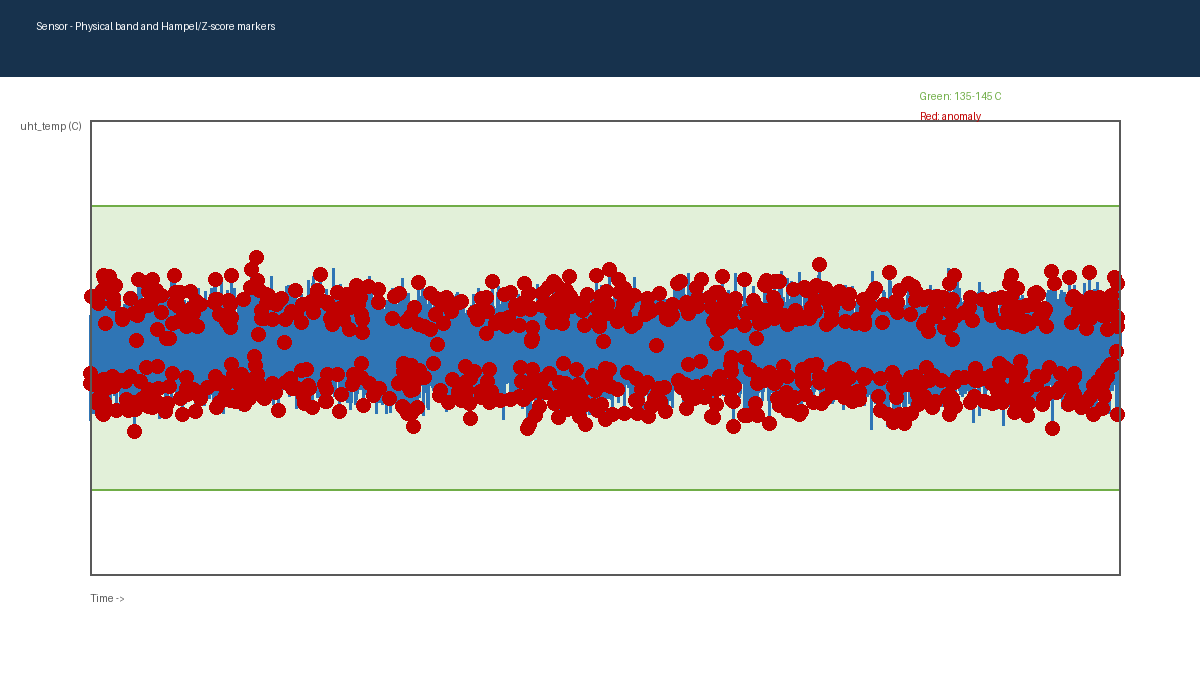 Sensor - Physical band and Hampel/Z-score markers
Green: 135-145 C
Red: anomaly
uht_temp (C)
Time ->